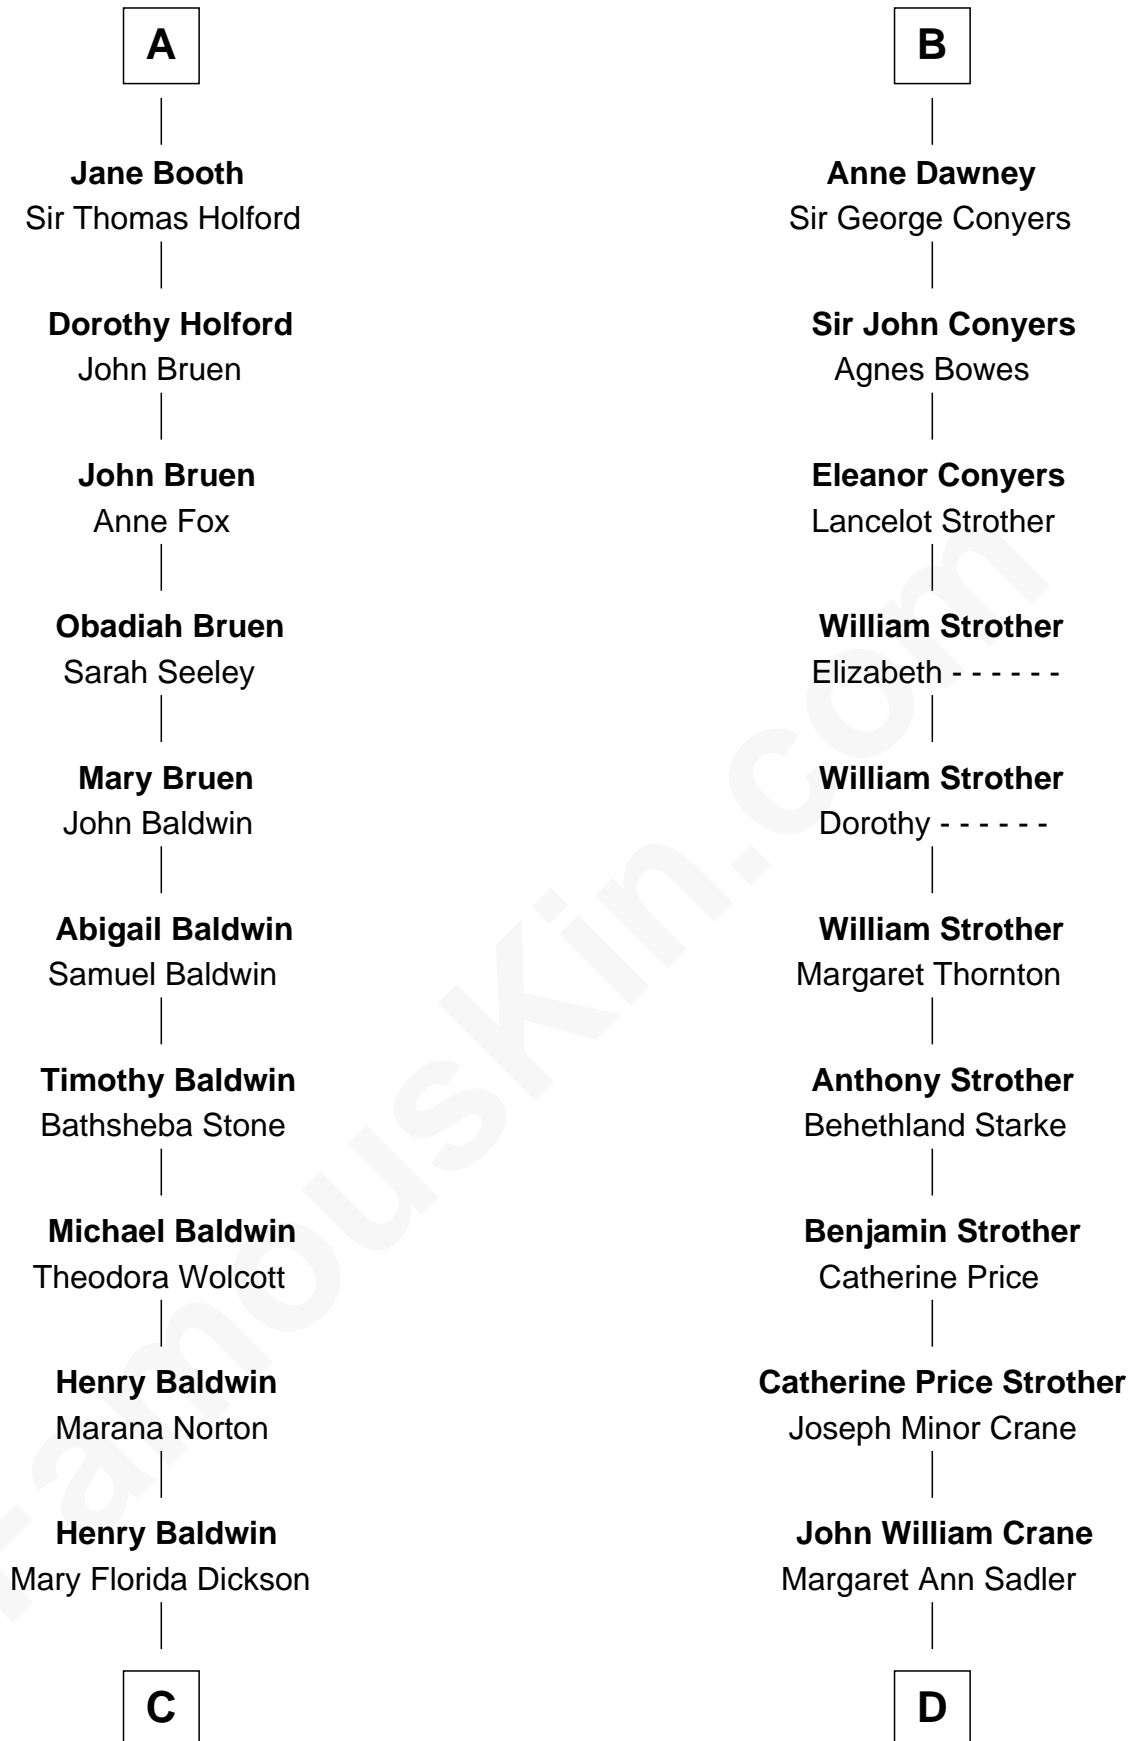 A
Jane Booth
Sir Thomas Holford
Dorothy Holford
John Bruen
John Bruen
Anne Fox
Obadiah Bruen
Sarah Seeley
Mary Bruen
John Baldwin
Abigail Baldwin
Samuel Baldwin
Timothy Baldwin
Bathsheba Stone
Michael Baldwin
Theodora Wolcott
Henry Baldwin
Marana Norton
Henry Baldwin
Mary Florida Dickson
C
B
Anne Dawney
Sir George Conyers
Sir John Conyers
Agnes Bowes
Eleanor Conyers
Lancelot Strother
William Strother
Elizabeth - - - - - -
William Strother
Dorothy - - - - - -
William Strother
Margaret Thornton
Anthony Strother
Behethland Starke
Benjamin Strother
Catherine Price
Catherine Price Strother
Joseph Minor Crane
John William Crane
Margaret Ann Sadler
D
FamousKin.com